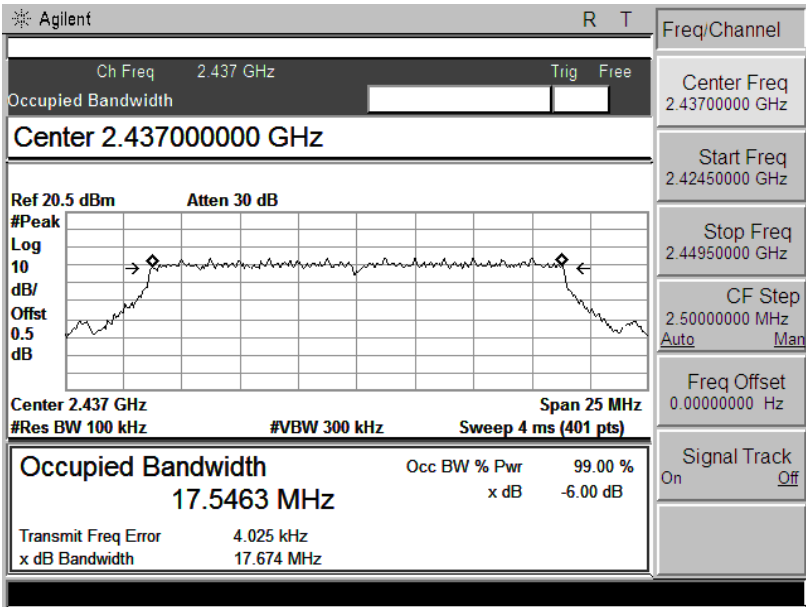 Agilent R T
Freq/Channel
Ch Freq 2.437 GHz Trig Free
Occupied Bandwidth
Center 2.437000000 GHz
Ref 20.5 dBm Atten 30 dB
#Peak
Log
10
dB/
Offst
0.5
dB
Center 2.437 GHz Span 25 MHz
#Res BW 100 kHz #VBW 300 kHz Sweep 4 ms (401 pts)
Occupied Bandwidth Occ BW % Pwr 99.00 %
17.5463 MHz x dB -6.00 dB
Transmit Freq Error 4.025 kHz
x dB Bandwidth 17.674 MHz
Center Freq
2.43700000 GHz
Start Freq
2.42450000 GHz
Stop Freq
2.44950000 GHz
CF Step
2.50000000 MHz
Auto Man
Freq Offset
0.00000000 Hz
Signal Track
On Off